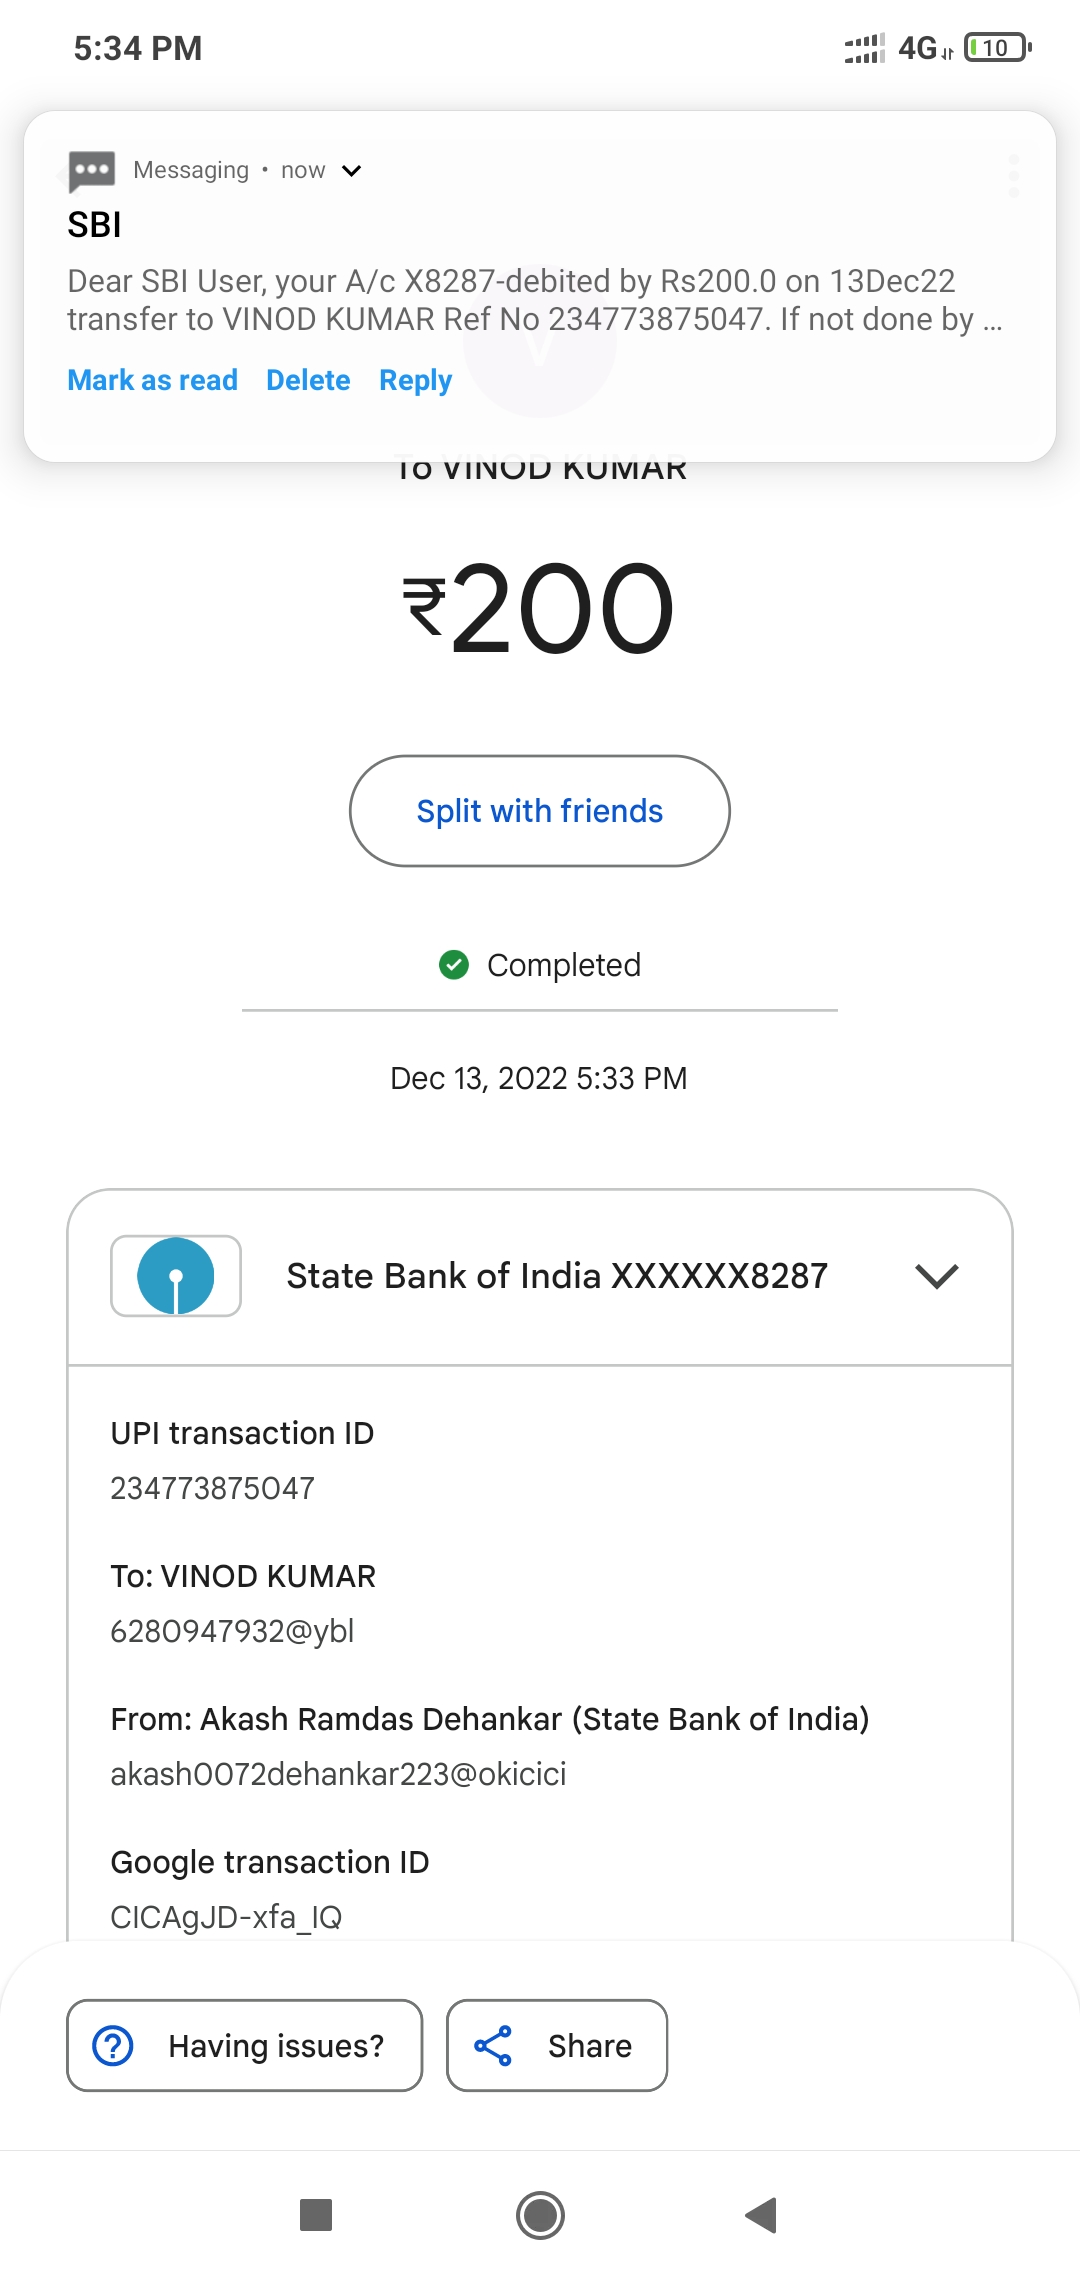 5:34 PM
4G
10
Messaging • now
SBI
Dear SBI User, your A/c X8287-debited by Rs200.0 on 13Dec22
transfer to VINOD KUMAR Ref No 234773875047. If not done by ...
Mark as read Delete Reply
To VINOD KUMAR
₹200
Split with friends
Completed
Dec 13, 2022 5:33 PM
State Bank of India XXXXXX8287
UPI transaction ID
234773875047
To: VINOD KUMAR
6280947932@ybl
From: Akash Ramdas Dehankar (State Bank of India)
akash0072dehankar223@okicici
Google transaction ID
CICAgJD-xfa_IQ
Having issues?
Share